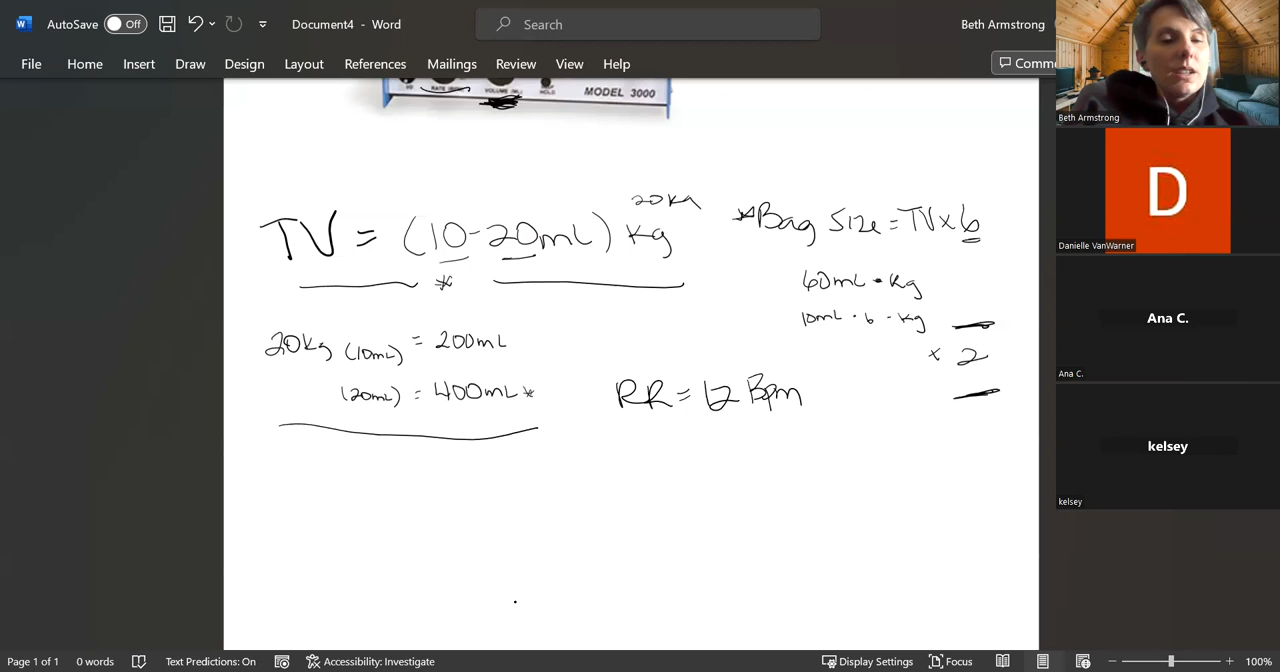 AutoSave Off Document4 - Word Search Beth Armstrong
File Home Insert Draw Design Layout References Mailings Review View Help Comme
RATE VOLUME (ML) HOLD MODEL 3000
Beth Armstrong
20kg
TV = (10-20mL) kg
*Bag Size = TV x 6
60mL • Kg
10mL • 6 • Kg
x 2
20kg (10mL) = 200mL
(20mL) = 400mL *
RR = 12 Bpm
D
Danielle VanWarner
Ana C.
Ana C.
kelsey
kelsey
Page 1 of 1 0 words Text Predictions: On Accessibility: Investigate Display Settings Focus 100%